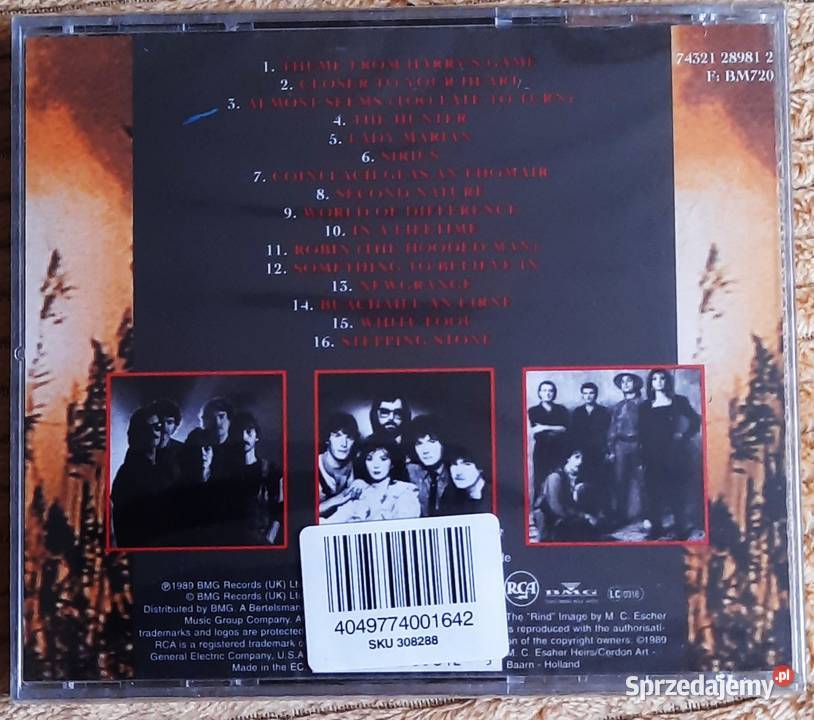 74321 28981 2
F: BM720
1. THEME FROM HARRY'S GAME
2. CLOSER TO YOUR HEART
3. ALMOST SEEMS (TOO LATE TO TURN)
4. THE HUNTER
5. LADY MARIAN
6. SIRIUS
7. COINLEACH GLAS AN FHOMAIR
8. SECOND NATURE
9. WORLD OF DIFFERENCE
10. IN A LIFETIME
11. ROBIN (THE HOODED MAN)
12. SOMETHING TO BELIEVE IN
13. NEWGRANGE
14. BUACHAILL AN EIRNE
15. WHITE FOOL
16. STEPPING STONE
℗1989 BMG Records (UK) Lt
© BMG Records (UK) Lt
Distributed by BMG. A Bertelsman
Music Group Company. A
trademarks and logos are protected
RCA is a registered trademark o
General Electric Company, U.S.A
Made in the EC.
4049774001642
SKU 308288
RCA
BMG
LC 0316
The "Rind" Image by M. C. Escher
s reproduced with the authorisati-
on of the copyright owners. ©1989
M. C. Escher Heirs/Cordon Art -
Baarn - Holland
Sprzedajemy.pl